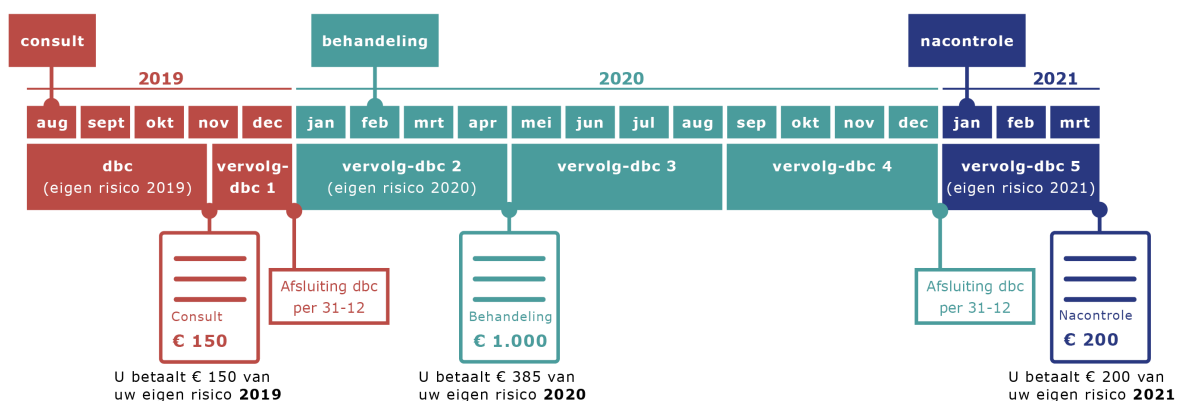 consult
behandeling
nacontrole
2019
2020
2021
aug sept okt nov dec jan feb mrt apr mei jun jul aug sep okt nov dec jan feb mrt
dbc
(eigen risico 2019)
vervolg-
dbc 1
vervolg-dbc 2
(eigen risico 2020)
vervolg-dbc 3
vervolg-dbc 4
vervolg-dbc 5
(eigen risico 2021)
Consult
€ 150
Afsluiting dbc
per 31-12
Behandeling
€ 1.000
Afsluiting dbc
per 31-12
Nacontrole
€ 200
U betaalt € 150 van
uw eigen risico 2019
U betaalt € 385 van
uw eigen risico 2020
U betaalt € 200 van
uw eigen risico 2021